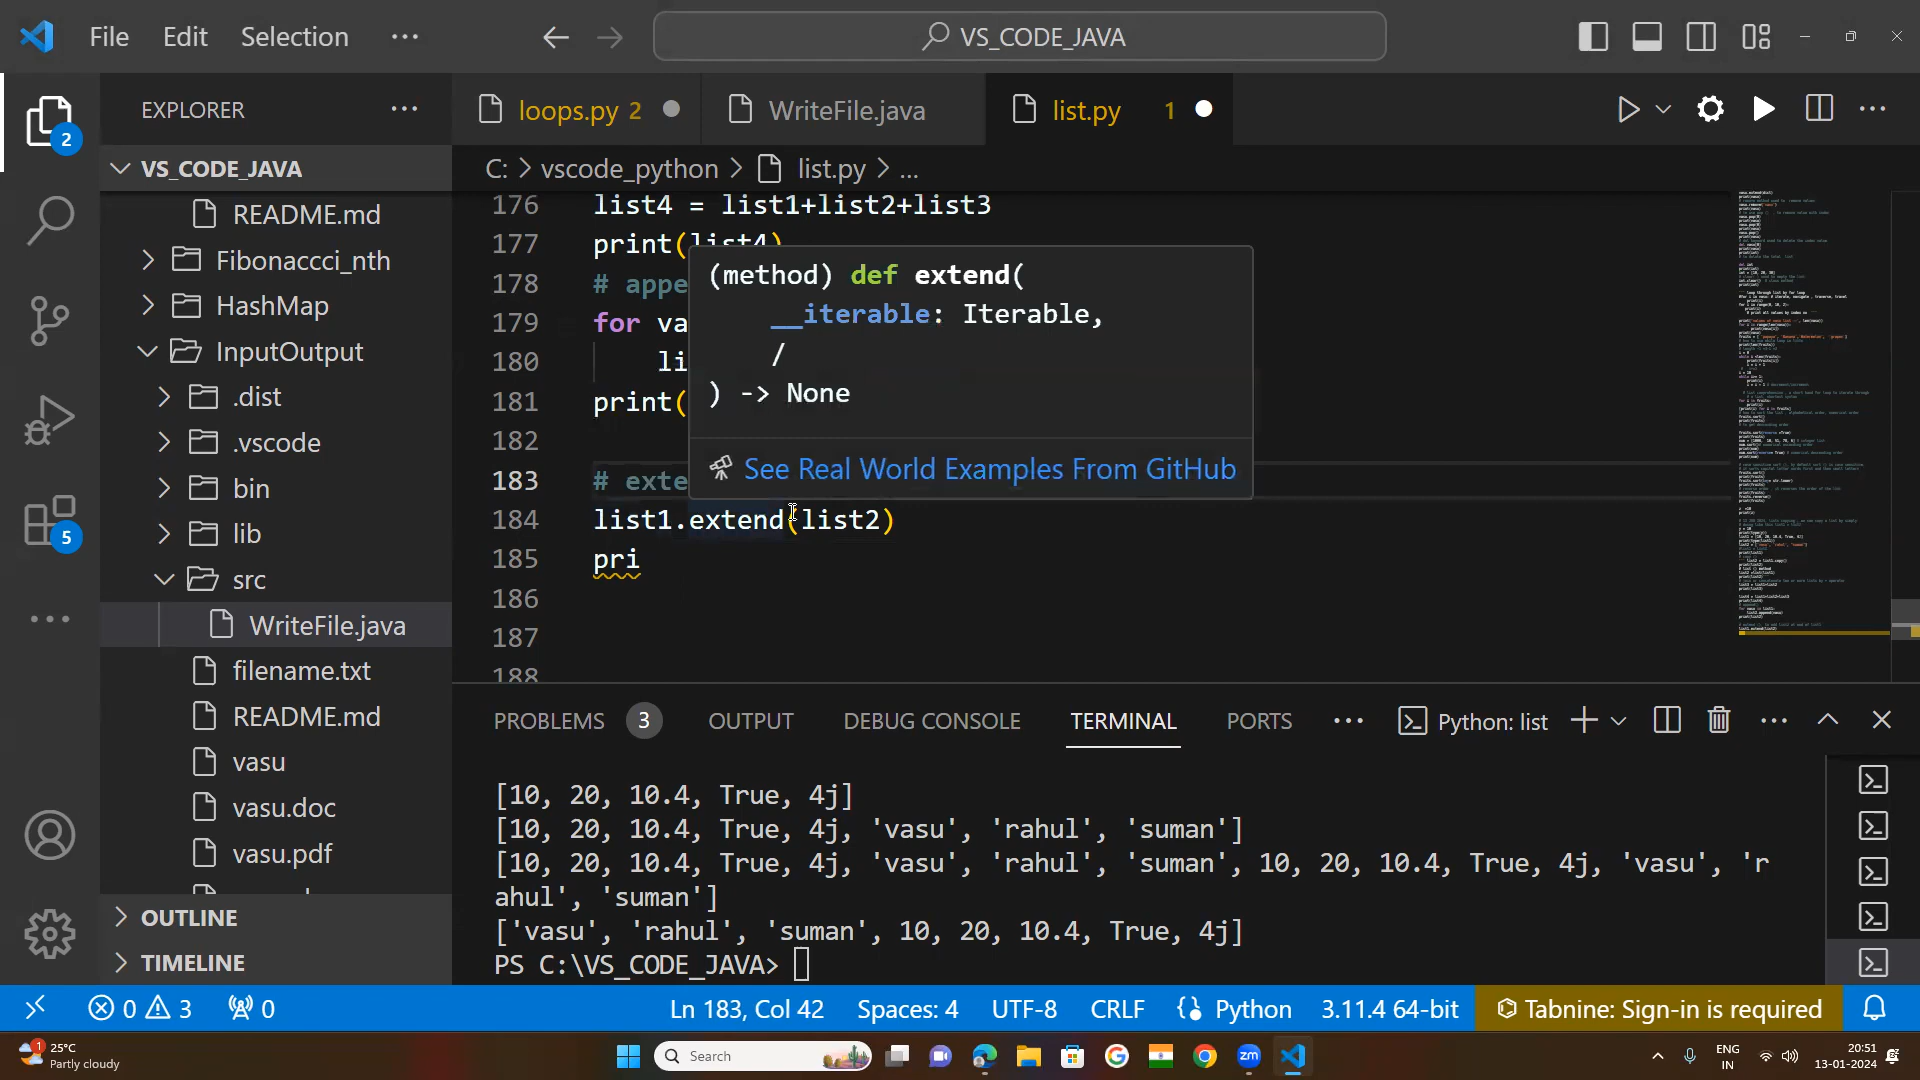 File Edit Selection ··· VS_CODE_JAVA
EXPLORER ···
loops.py 2
WriteFile.java
list.py 1
VS_CODE_JAVA
C: > vscode_python > list.py > ...
README.md
Fibonaccci_nth
HashMap
InputOutput
.dist
.vscode
bin
lib
src
WriteFile.java
filename.txt
README.md
vasu
vasu.doc
vasu.pdf
OUTLINE
TIMELINE
2
5
176 list4 = list1+list2+list3
177 print(list4)
178 # appe
179 for va
180 li
181 print(
182
183 # exte
184 list1.extend(list2)
185 pri
186
187
188
(method) def extend(
__iterable: Iterable,
/
) -> None
See Real World Examples From GitHub
PROBLEMS 3 OUTPUT DEBUG CONSOLE TERMINAL PORTS ··· Python: list
[10, 20, 10.4, True, 4j]
[10, 20, 10.4, True, 4j, 'vasu', 'rahul', 'suman']
[10, 20, 10.4, True, 4j, 'vasu', 'rahul', 'suman', 10, 20, 10.4, True, 4j, 'vasu', 'r
ahul', 'suman']
['vasu', 'rahul', 'suman', 10, 20, 10.4, True, 4j]
PS C:\VS_CODE_JAVA>
0 3 0 Ln 183, Col 42 Spaces: 4 UTF-8 CRLF Python 3.11.4 64-bit Tabnine: Sign-in is required
1
25°C
Partly cloudy
Search
zm
ENG
IN
20:51
13-01-2024